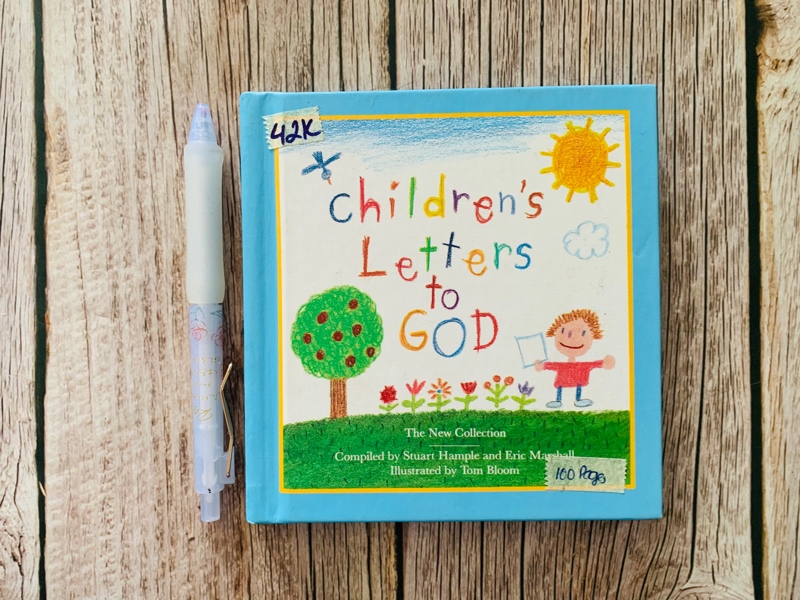 42K
children's
Letters
to
GOD
The New Collection
Compiled by Stuart Hample and Eric Marshall
Illustrated by Tom Bloom
100 Pages